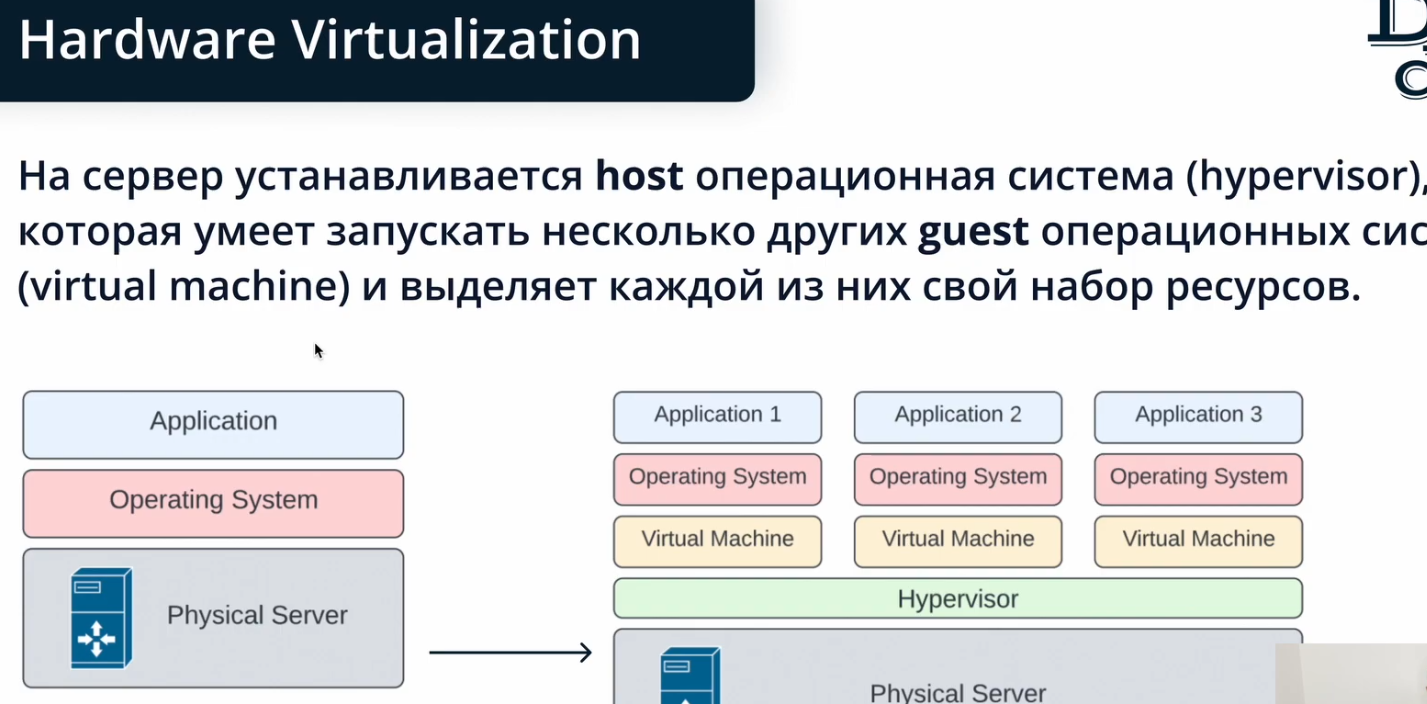 Hardware Virtualization
На сервер устанавливается host операционная система (hypervisor),
которая умеет запускать несколько других guest операционных
(virtual machine) и выделяет каждой из них свой набор ресурсов.
Application
Operating System
Physical Server
Application 1
Application 2
Application 3
Operating System
Operating System
Operating System
Virtual Machine
Virtual Machine
Virtual Machine
Hypervisor
Physical Server